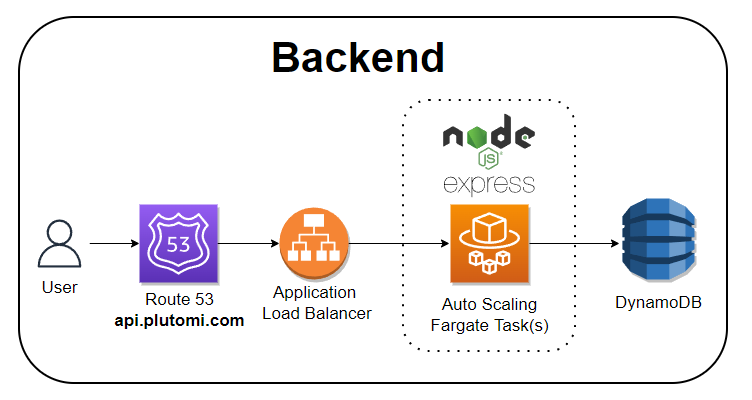 Backend
node
JS
express
53
User
Route 53
api.plutomi.com
Application
Load Balancer
Auto Scaling
Fargate Task(s)
DynamoDB